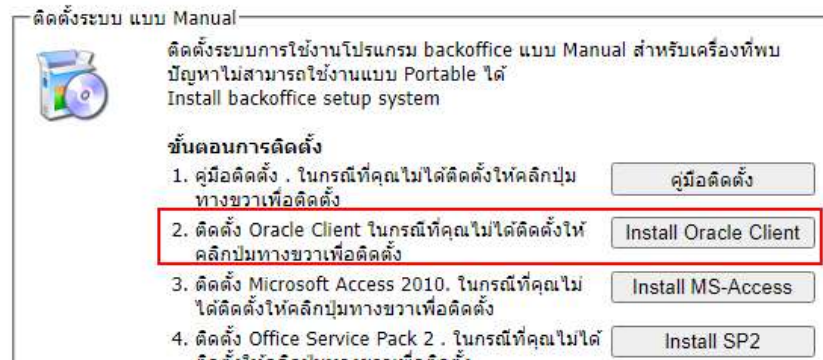 ติดตั้งระบบ แบบ Manual
ติดตั้งระบบการใช้งานโปรแกรม backoffice แบบ Manual สำหรับเครื่องที่พบ
ปัญหาไม่สามารถใช้งานแบบ Portable ได้
Install backoffice setup system
ขั้นตอนการติดตั้ง
1. คู่มือติดตั้ง . ในกรณีที่คุณไม่ได้ติดตั้งให้คลิกปุ่ม
ทางขวาเพื่อติดตั้ง
คู่มือติดตั้ง
2. ติดตั้ง Oracle Client ในกรณีที่คุณไม่ได้ติดตั้งให้
คลิกปุ่มทางขวาเพื่อติดตั้ง
Install Oracle Client
3. ติดตั้ง Microsoft Access 2010. ในกรณีที่คุณไม่
ได้ติดตั้งให้คลิกปุ่มทางขวาเพื่อติดตั้ง
Install MS-Access
4. ติดตั้ง Office Service Pack 2 . ในกรณีที่คุณไม่ได้
Install SP2